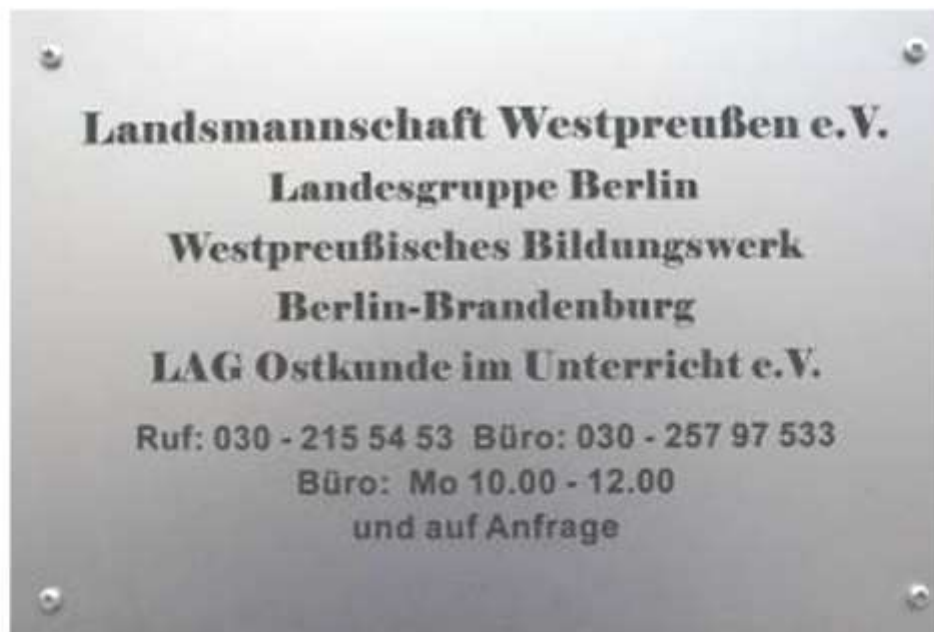 Landsmannschaft Westpreußen e.V.
Landesgruppe Berlin
Westpreußisches Bildungswerk
Berlin-Brandenburg
LAG Ostkunde im Unterricht e.V.
Ruf: 030 - 215 54 53 Büro: 030 - 257 97 533
Büro: Mo 10.00 - 12.00
und auf Anfrage